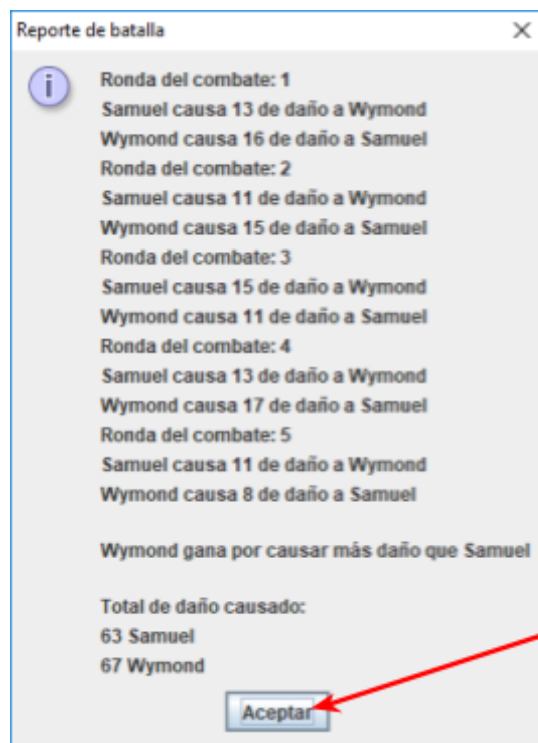 Reporte de batalla
Ronda del combate: 1
Samuel causa 13 de daño a Wymond
Wymond causa 16 de daño a Samuel
Ronda del combate: 2
Samuel causa 11 de daño a Wymond
Wymond causa 15 de daño a Samuel
Ronda del combate: 3
Samuel causa 15 de daño a Wymond
Wymond causa 11 de daño a Samuel
Ronda del combate: 4
Samuel causa 13 de daño a Wymond
Wymond causa 17 de daño a Samuel
Ronda del combate: 5
Samuel causa 11 de daño a Wymond
Wymond causa 8 de daño a Samuel
Wymond gana por causar más daño que Samuel
Total de daño causado:
63 Samuel
67 Wymond
Aceptar